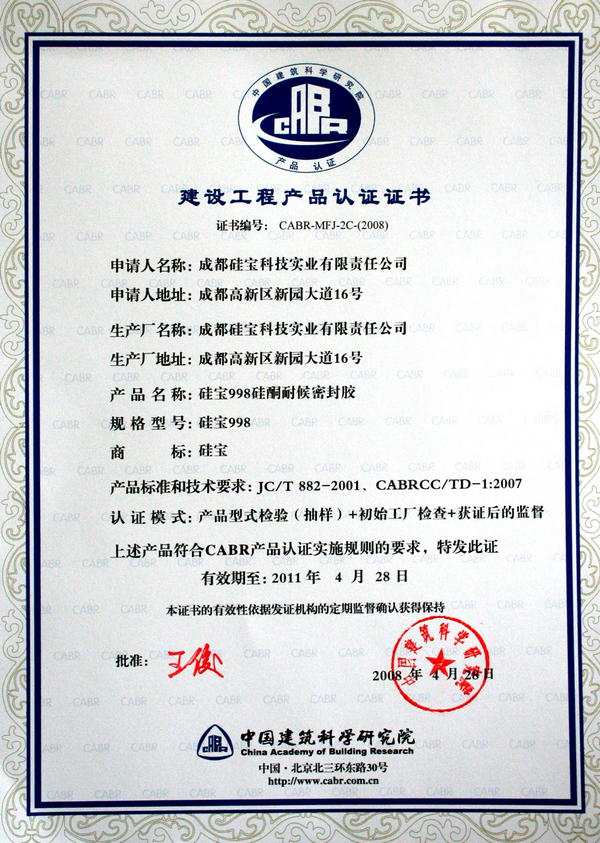 中国建筑科学研究院
CABR
产品 认证
建设工程产品认证证书
证书编号: CABR-MFJ-2C-(2008)
申请人名称: 成都硅宝科技实业有限责任公司
申请人地址: 成都高新区新园大道16号
生产厂名称: 成都硅宝科技实业有限责任公司
生产厂地址: 成都高新区新园大道16号
产品名称: 硅宝998硅酮耐候密封胶
规格型号: 硅宝998
商标: 硅宝
产品标准和技术要求: JC/T 882-2001、CABRCC/TD-1:2007
认证模式: 产品型式检验(抽样)+初始工厂检查+获证后的监督
上述产品符合CABR产品认证实施规则的要求, 特发此证
有效期至: 2011 年 4 月 28 日
本证书的有效性依据发证机构的定期监督确认获得保持
批准: 王俊
中国建筑科学研究院
2008 年 4 月 28 日
CABR
中国建筑科学研究院
China Academy of Building Research
中国·北京北三环东路30号
http://www.cabr.com.cn